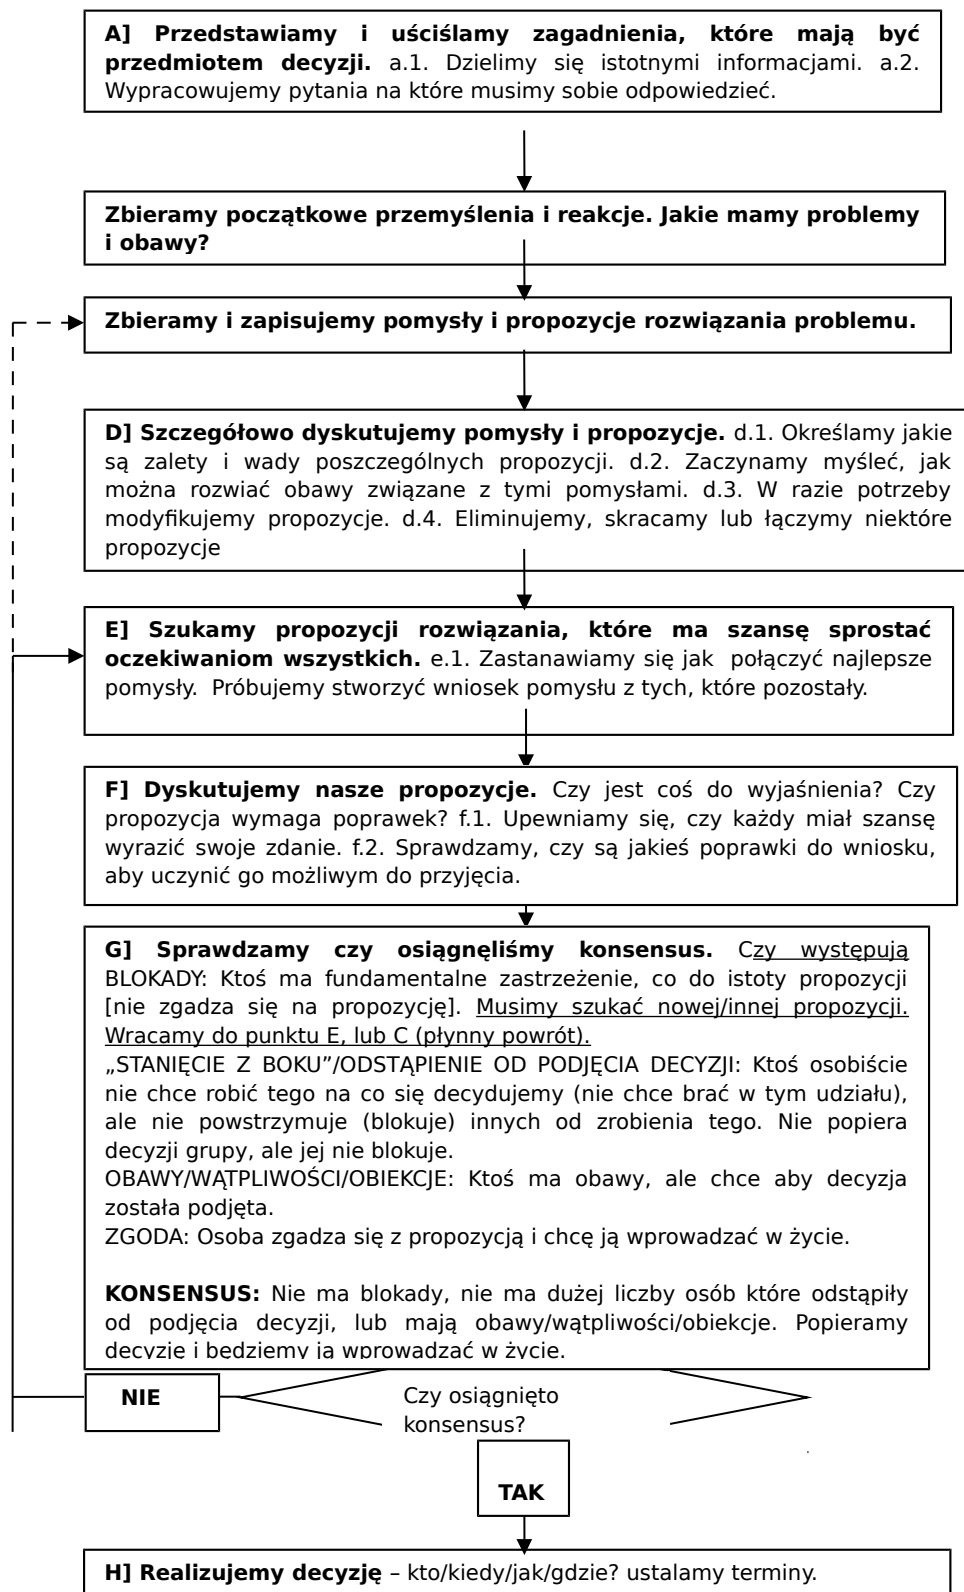 A] Przedstawiamy i uściślamy zagadnienia, które mają być
przedmiotem decyzji. a.1. Dzielimy się istotnymi informacjami. a.2.
Wypracowujemy pytania na które musimy sobie odpowiedzieć.
Zbieramy początkowe przemyślenia i reakcje. Jakie mamy problemy
i obawy?
Zbieramy i zapisujemy pomysły i propozycje rozwiązania problemu.
D] Szczegółowo dyskutujemy pomysły i propozycje. d.1. Określamy jakie
są zalety i wady poszczególnych propozycji. d.2. Zaczynamy myśleć, jak
można rozwiać obawy związane z tymi pomysłami. d.3. W razie potrzeby
modyfikujemy propozycje. d.4. Eliminujemy, skracamy lub łączymy niektóre
propozycje
E] Szukamy propozycji rozwiązania, które ma szansę sprostać
oczekiwaniom wszystkich. e.1. Zastanawiamy się jak połączyć najlepsze
pomysły. Próbujemy stworzyć wniosek pomysłu z tych, które pozostały.
F] Dyskutujemy nasze propozycje. Czy jest coś do wyjaśnienia? Czy
propozycja wymaga poprawek? f.1. Upewniamy się, czy każdy miał szansę
wyrazić swoje zdanie. f.2. Sprawdzamy, czy są jakieś poprawki do wniosku,
aby uczynić go możliwym do przyjęcia.
G] Sprawdzamy czy osiągnęliśmy konsensus. Czy występują
BLOKADY: Ktoś ma fundamentalne zastrzeżenie, co do istoty propozycji
[nie zgadza się na propozycję]. Musimy szukać nowej/innej propozycji.
Wracamy do punktu E, lub C (płynny powrót).
„STANIĘCIE Z BOKU”/ODSTĄPIENIE OD PODJĘCIA DECYZJI: Ktoś osobiście
nie chce robić tego na co się decydujemy (nie chce brać w tym udziału),
ale nie powstrzymuje (blokuje) innych od zrobienia tego. Nie popiera
decyzji grupy, ale jej nie blokuje.
OBAWY/WĄTPLIWOŚCI/OBIEKCJE: Ktoś ma obawy, ale chce aby decyzja
została podjęta.
ZGODA: Osoba zgadza się z propozycją i chcę ją wprowadzać w życie.
KONSENSUS: Nie ma blokady, nie ma dużej liczby osób które odstąpiły
od podjęcia decyzji, lub mają obawy/wątpliwości/obiekcje. Popieramy
decyzję i będziemy ją wprowadzać w życie.
NIE
Czy osiągnięto
konsensus?
TAK
H] Realizujemy decyzję – kto/kiedy/jak/gdzie? ustalamy terminy.